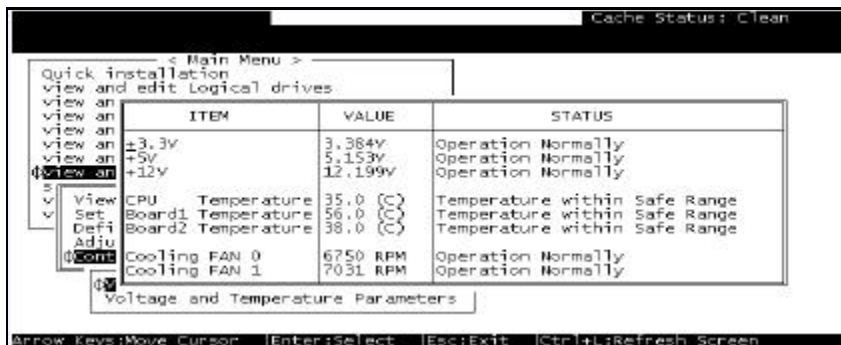 Cache Status: Clean
< Main Menu >
Quick installation
view and edit Logical drives
view an
view an
view an
view an
view an
s
v View
v Set
Defi
Adju
Cont
ITEM VALUE STATUS
+3.3V 3.384V Operation Normally
+5V 5.153V Operation Normally
+12V 12.199V Operation Normally
CPU Temperature 35.0 (C) Temperature within Safe Range
Board1 Temperature 56.0 (C) Temperature within Safe Range
Board2 Temperature 38.0 (C) Temperature within Safe Range
Cooling FAN 0 6750 RPM Operation Normally
Cooling FAN 1 7031 RPM Operation Normally
V
Voltage and Temperature Parameters
Arrow Keys:Move Cursor |Enter:Select |Esc:Exit |Ctrl+L:Refresh Screen